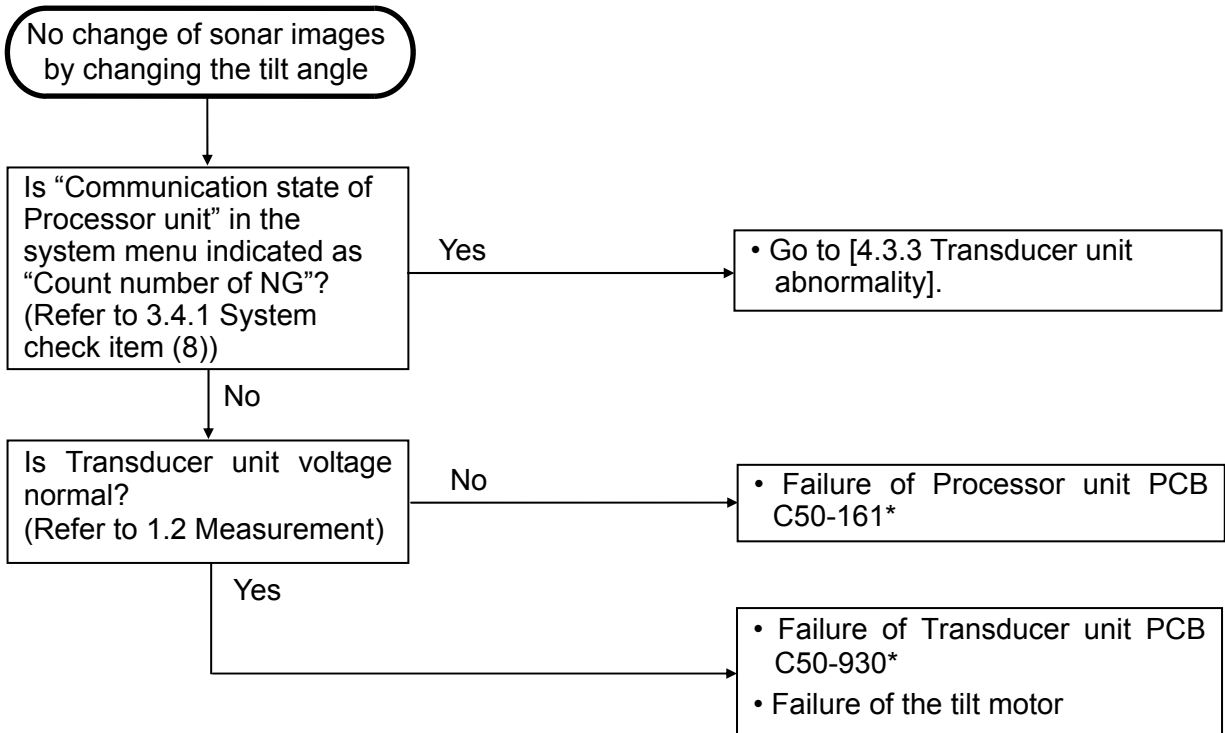 No change of sonar images
by changing the tilt angle
Is “Communication state of
Processor unit” in the
system menu indicated as
“Count number of NG”?
(Refer to 3.4.1 System
check item (8))
Yes
• Go to [4.3.3 Transducer unit
abnormality].
No
Is Transducer unit voltage
normal?
(Refer to 1.2 Measurement)
No
• Failure of Processor unit PCB
C50-161*
Yes
• Failure of Transducer unit PCB
C50-930*
• Failure of the tilt motor